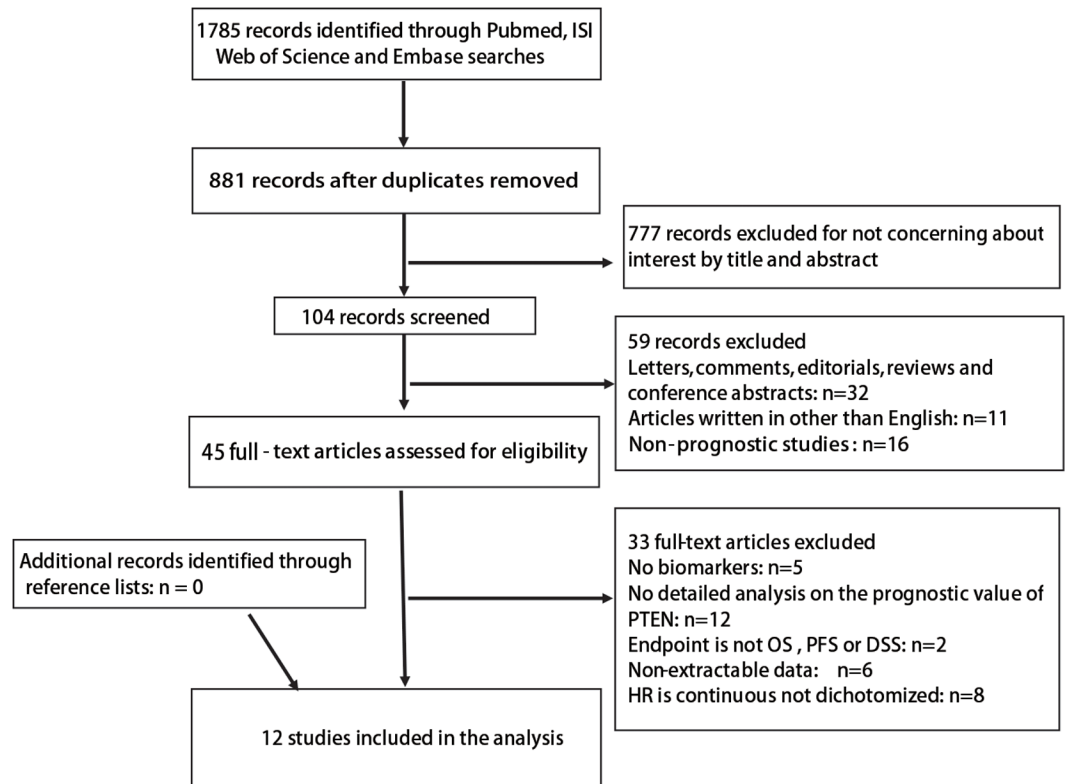 1785 records identified through Pubmed, ISI
Web of Science and Embase searches
881 records after duplicates removed
777 records excluded for not concerning about
interest by title and abstract
104 records screened
59 records excluded
Letters, comments, editorials, reviews and
conference abstracts: n=32
Articles written in other than English: n=11
Non-prognostic studies : n=16
45 full - text articles assessed for eligibility
33 full-text articles excluded
No biomarkers: n=5
No detailed analysis on the prognostic value of
PTEN: n=12
Endpoint is not OS , PFS or DSS: n=2
Non-extractable data: n=6
HR is continuous not dichotomized: n=8
Additional records identified through
reference lists: n = 0
12 studies included in the analysis